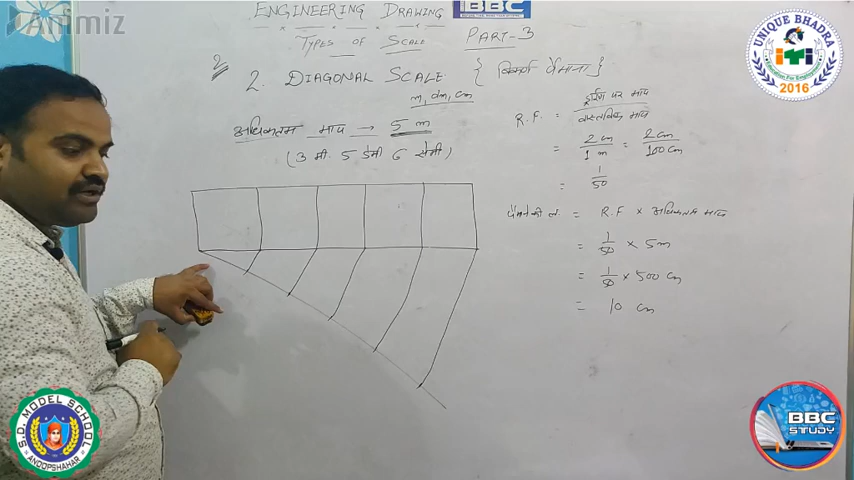 ENGINEERING DRAWING
TYPES OF SCALE PART-3
2. DIAGONAL SCALE { विकर्ण पैमाना }
m, dm, cm
अधिकतम माप → 5 m
(3 मी. 5 डेमी 6 सेमी)
R.F. = ड्राइंग पर माप / वास्तविक माप
= 2 cm / 1 m = 2 cm / 100 cm
= 1/50
पैमाने की ल. = R.F × अधिकतम माप
= 1/50 × 5m
= 1/50 × 500 cm
= 10 cm
Animiz
BBC
UNIQUE BHADRA
iTi
2016
S.D. MODEL SCHOOL
ANOOPSHAHAR
BBC
STUDY